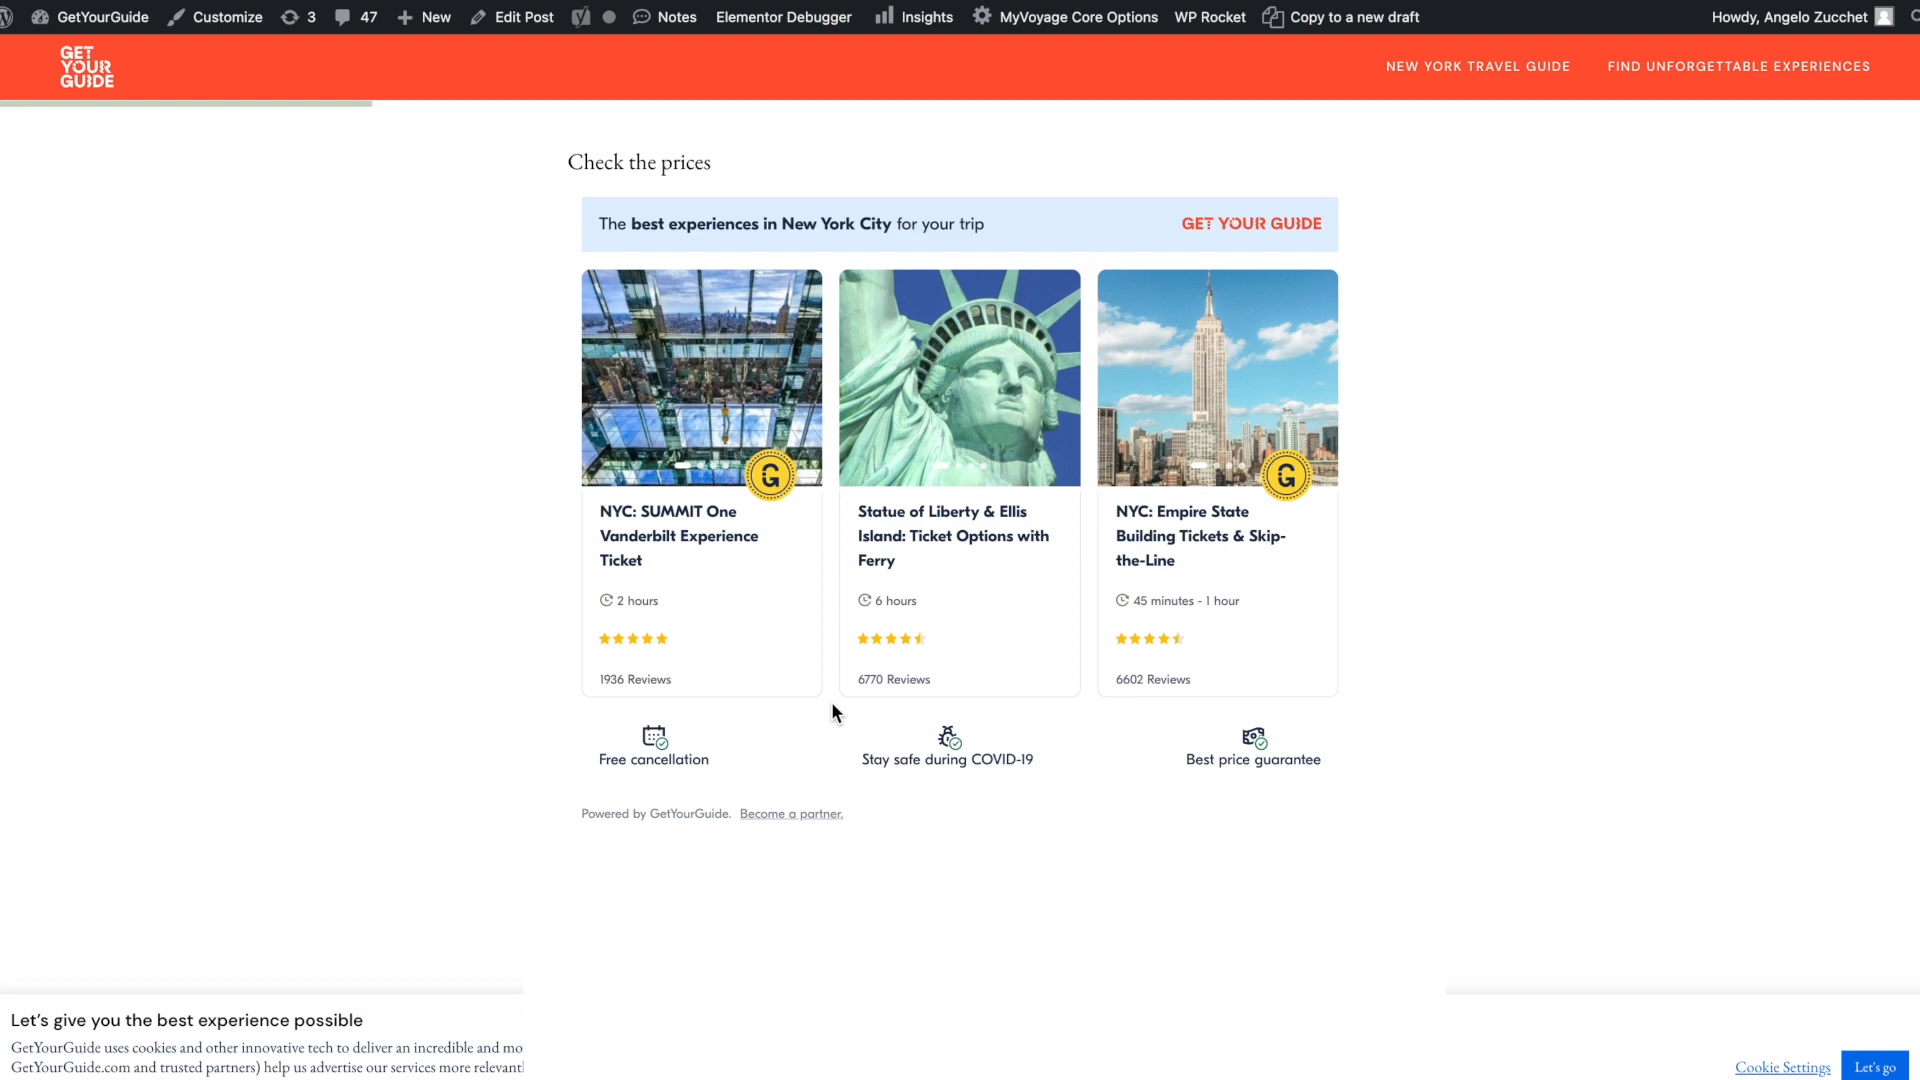 GetYourGuide Customize 3 47 New Edit Post Notes Elementor Debugger Insights MyVoyage Core Options WP Rocket Copy to a new draft Howdy, Angelo Zucchet
GET
YOUR
GUIDE
NEW YORK TRAVEL GUIDE FIND UNFORGETTABLE EXPERIENCES
Check the prices
The best experiences in New York City for your trip GET YOUR GUIDE
G
G
NYC: SUMMIT One
Vanderbilt Experience
Ticket
2 hours
1936 Reviews
Statue of Liberty & Ellis
Island: Ticket Options with
Ferry
6 hours
6770 Reviews
NYC: Empire State
Building Tickets & Skip-
the-Line
45 minutes - 1 hour
6602 Reviews
Free cancellation
Stay safe during COVID-19
Best price guarantee
Powered by GetYourGuide. Become a partner.
Let's give you the best experience possible
GetYourGuide uses cookies and other innovative tech to deliver an incredible and mo
GetYourGuide.com and trusted partners) help us advertise our services more relevant
Cookie Settings Let's go